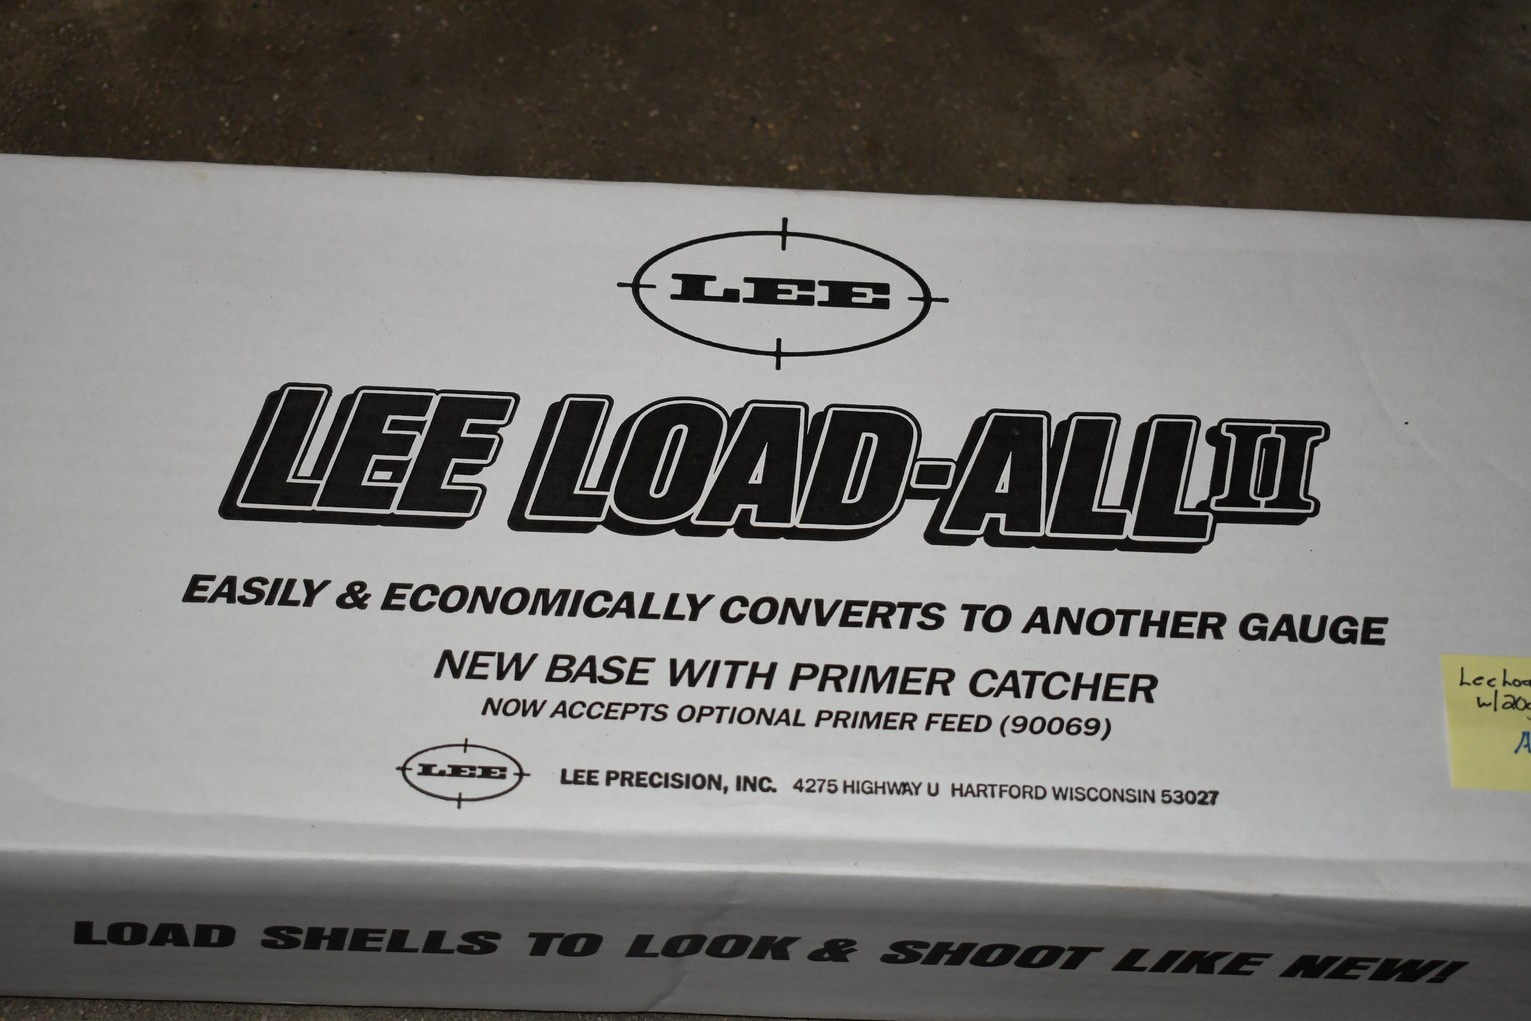 LEE
LEE LOAD-ALL II
EASILY & ECONOMICALLY CONVERTS TO ANOTHER GAUGE
NEW BASE WITH PRIMER CATCHER
NOW ACCEPTS OPTIONAL PRIMER FEED (90069)
LEE LEE PRECISION, INC. 4275 HIGHWAY U HARTFORD WISCONSIN 53027
Lee
LOAD SHELLS TO LOOK & SHOOT LIKE NEW!